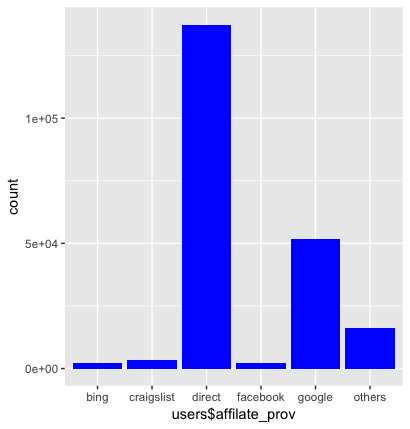 count
1e+05
5e+04
0e+00
bing craigslist direct facebook google others
users$affilate_prov